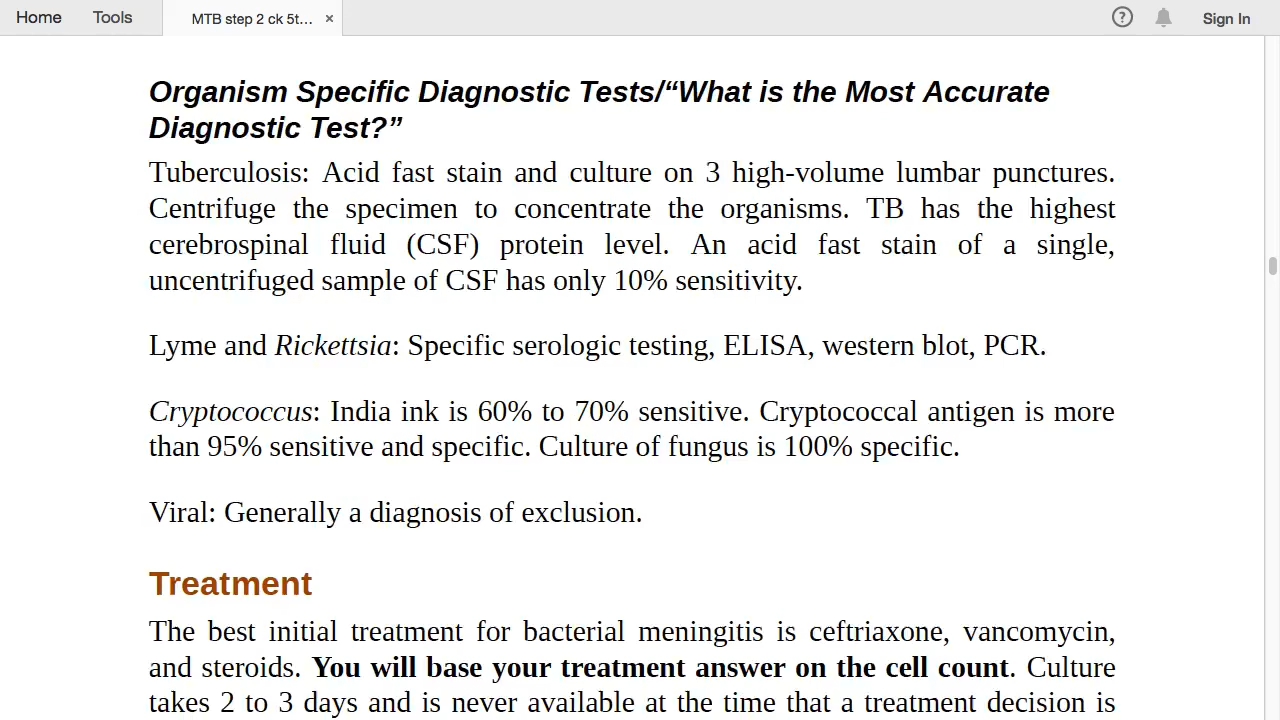 Home Tools MTB step 2 ck 5t... × ? Sign In
Organism Specific Diagnostic Tests/“What is the Most Accurate
Diagnostic Test?”
Tuberculosis: Acid fast stain and culture on 3 high-volume lumbar punctures.
Centrifuge the specimen to concentrate the organisms. TB has the highest
cerebrospinal fluid (CSF) protein level. An acid fast stain of a single,
uncentrifuged sample of CSF has only 10% sensitivity.
Lyme and Rickettsia: Specific serologic testing, ELISA, western blot, PCR.
Cryptococcus: India ink is 60% to 70% sensitive. Cryptococcal antigen is more
than 95% sensitive and specific. Culture of fungus is 100% specific.
Viral: Generally a diagnosis of exclusion.
Treatment
The best initial treatment for bacterial meningitis is ceftriaxone, vancomycin,
and steroids. You will base your treatment answer on the cell count. Culture
takes 2 to 3 days and is never available at the time that a treatment decision is